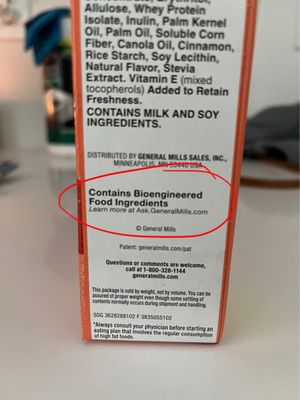 Allulose, Whey Protein
Isolate, Inulin, Palm Kernel
Oil, Palm Oil, Soluble Corn
Fiber, Canola Oil, Cinnamon,
Rice Starch, Soy Lecithin,
Natural Flavor, Stevia
Extract. Vitamin E (mixed
tocopherols) Added to Retain
Freshness.
CONTAINS MILK AND SOY
INGREDIENTS.
DISTRIBUTED BY GENERAL MILLS SALES, INC.,
MINNEAPOLIS, MN 55440 USA
Contains Bioengineered
Food Ingredients
Learn more at Ask.GeneralMills.com
© General Mills
Patent: generalmills.com/pat
Questions or comments are welcome,
call at 1-800-328-1144
generalmills.com
This package is sold by weight, not by volume. You can be
assured of proper weight even though some settling of
contents normally occurs during shipment and handling.
SSG 3628288102 F 3835055102
*Always consult your physician before starting an
eating plan that involves the regular consumption
of high fat foods.